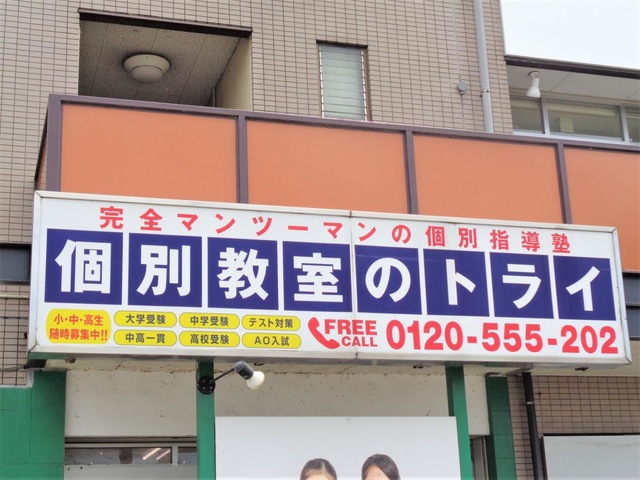 完全マンツーマンの個別指導塾
個別教室のトライ
小・中・高生
随時募集中!!
大学受験 中学受験 テスト対策
中高一貫 高校受験 AO入試
FREE CALL 0120-555-202